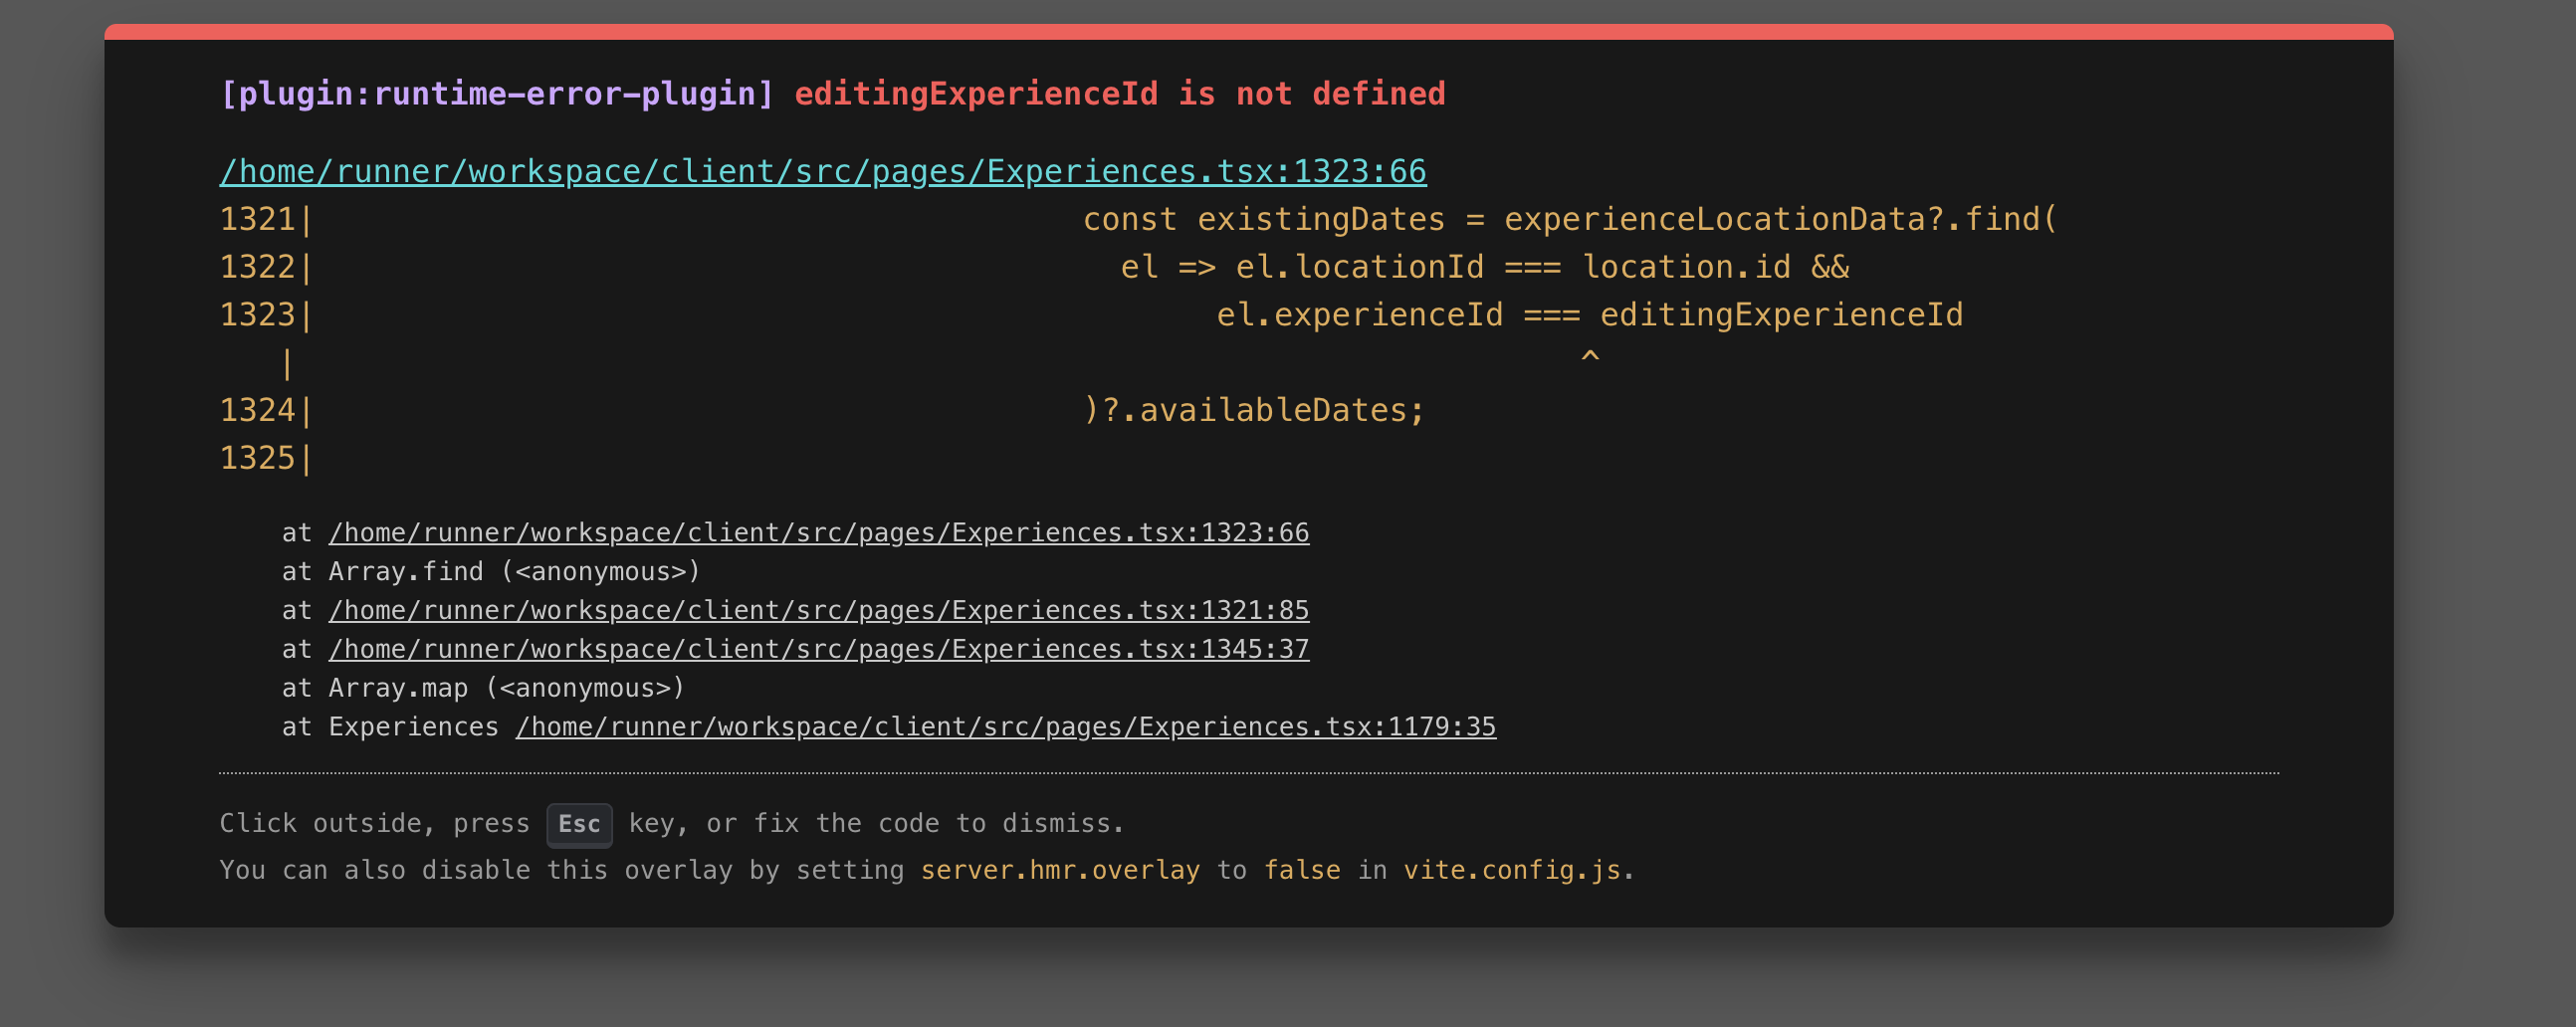 [plugin:runtime-error-plugin] editingExperienceId is not defined
/home/runner/workspace/client/src/pages/Experiences.tsx:1323:66
1321|                                        const existingDates = experienceLocationData?.find(
1322|                                          el => el.locationId === location.id &&
1323|                                               el.experienceId === editingExperienceId
   |                                                                   ^
1324|                                        )?.availableDates;
1325|
    at /home/runner/workspace/client/src/pages/Experiences.tsx:1323:66
    at Array.find (<anonymous>)
    at /home/runner/workspace/client/src/pages/Experiences.tsx:1321:85
    at /home/runner/workspace/client/src/pages/Experiences.tsx:1345:37
    at Array.map (<anonymous>)
    at Experiences /home/runner/workspace/client/src/pages/Experiences.tsx:1179:35
Click outside, press Esc key, or fix the code to dismiss.
You can also disable this overlay by setting server.hmr.overlay to false in vite.config.js.